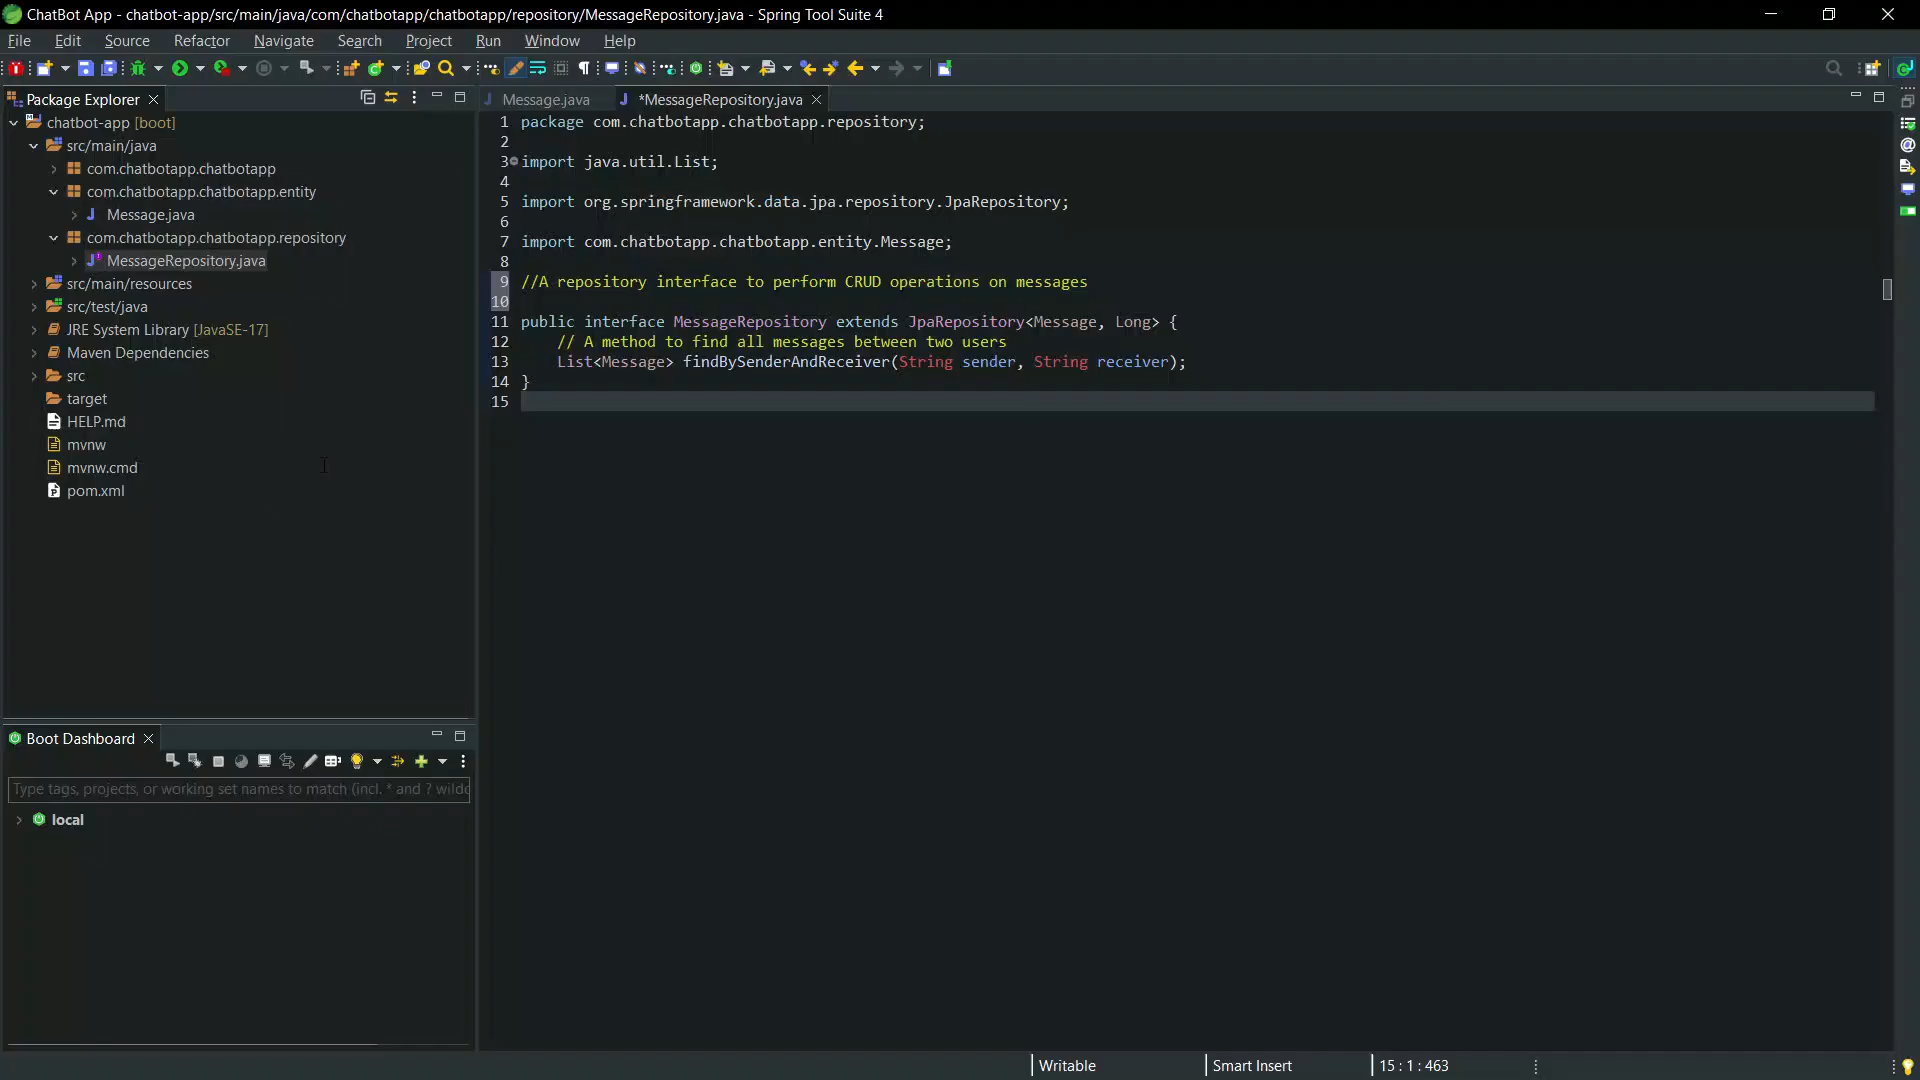 ChatBot App - chatbot-app/src/main/java/com/chatbotapp/chatbotapp/repository/MessageRepository.java - Spring Tool Suite 4
File Edit Source Refactor Navigate Search Project Run Window Help
Package Explorer
chatbot-app [boot]
src/main/java
com.chatbotapp.chatbotapp
com.chatbotapp.chatbotapp.entity
Message.java
com.chatbotapp.chatbotapp.repository
MessageRepository.java
src/main/resources
src/test/java
JRE System Library [JavaSE-17]
Maven Dependencies
src
target
HELP.md
mvnw
mvnw.cmd
pom.xml
Boot Dashboard
Type tags, projects, or working set names to match (incl. * and ? wildc
local
Message.java *MessageRepository.java
1 package com.chatbotapp.chatbotapp.repository;
2
3 import java.util.List;
4
5 import org.springframework.data.jpa.repository.JpaRepository;
6
7 import com.chatbotapp.chatbotapp.entity.Message;
8
9 //A repository interface to perform CRUD operations on messages
10
11 public interface MessageRepository extends JpaRepository<Message, Long> {
12 // A method to find all messages between two users
13 List<Message> findBySenderAndReceiver(String sender, String receiver);
14 }
15
Writable Smart Insert 15 : 1 : 463